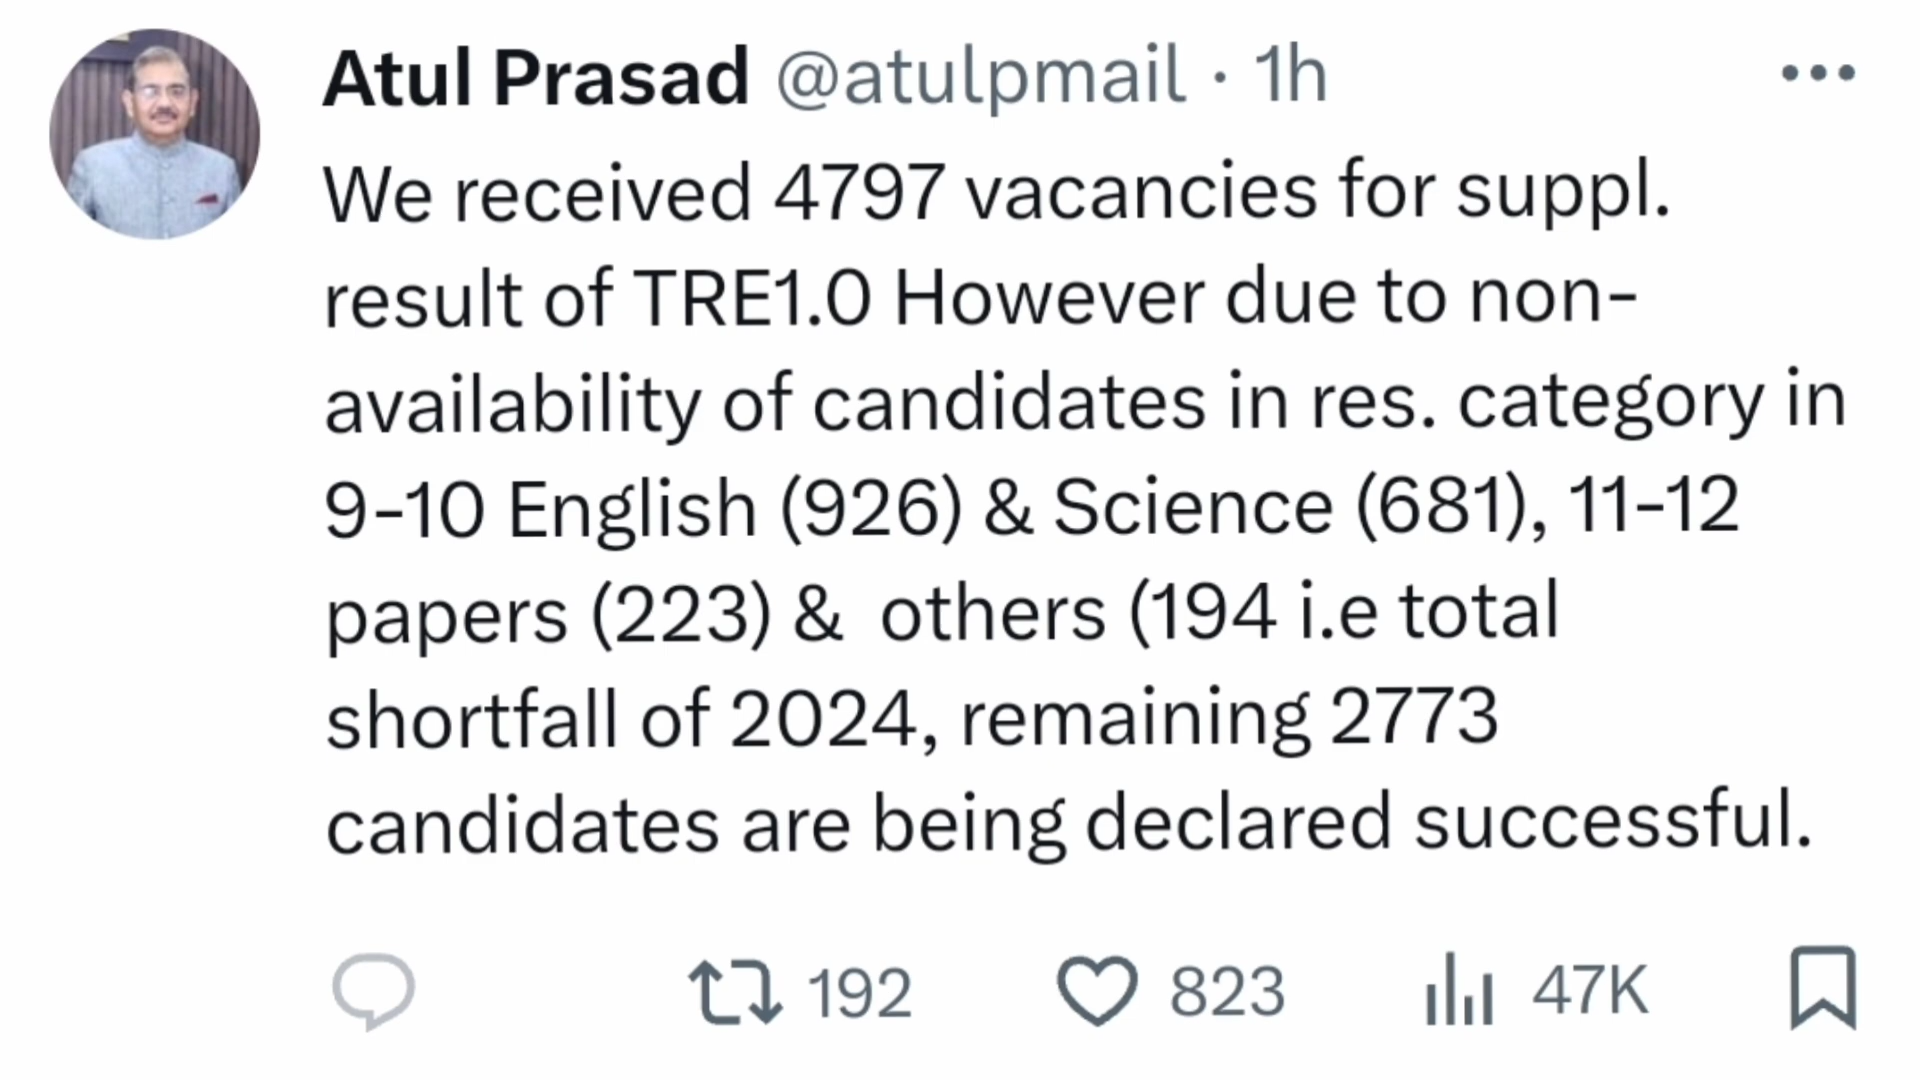 Atul Prasad @atulpmail · 1h
We received 4797 vacancies for suppl.
result of TRE1.0 However due to non-
availability of candidates in res. category in
9-10 English (926) & Science (681), 11-12
papers (223) &  others (194 i.e total
shortfall of 2024, remaining 2773
candidates are being declared successful.
192 823 47K